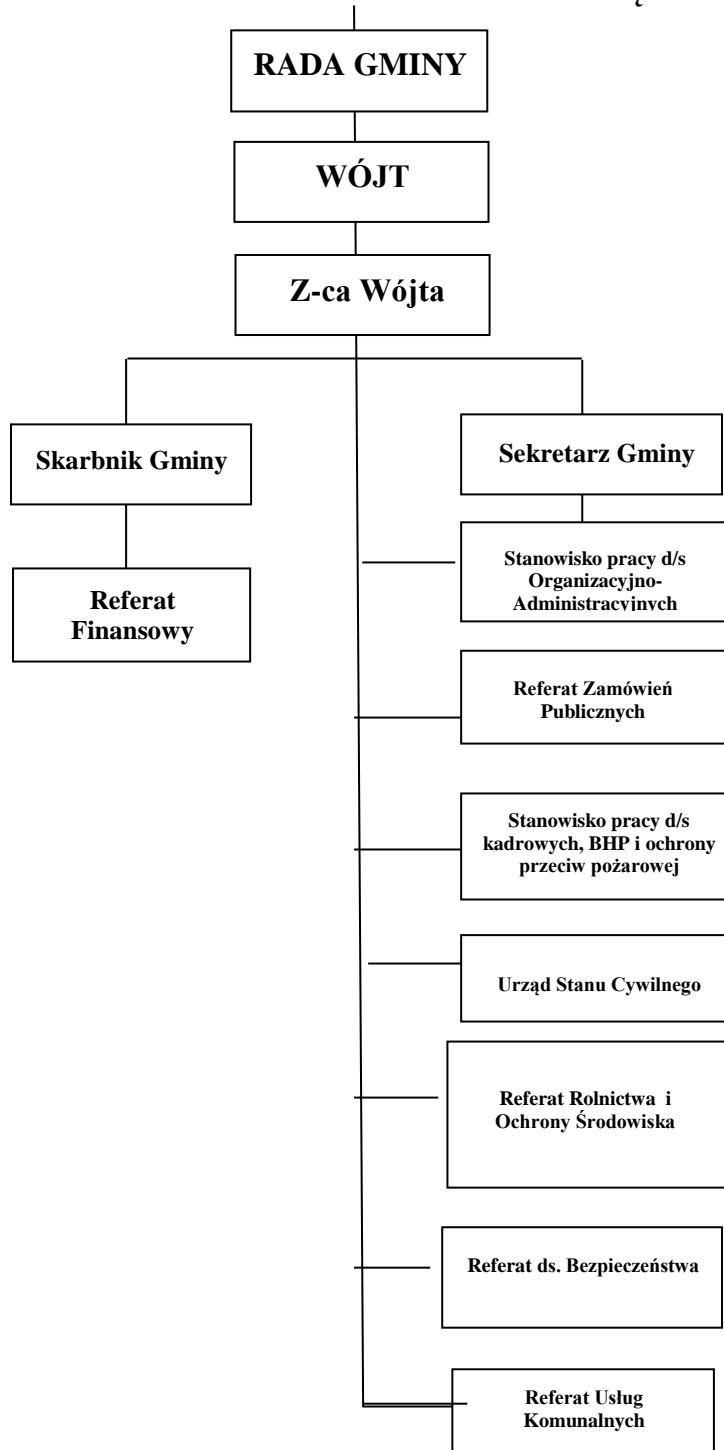 RADA GMINY
WÓJT
Z-ca Wójta
Skarbnik Gminy
Sekretarz Gminy
Referat
Finansowy
Stanowisko pracy d/s
Organizacyjno-
Administracyjnych
Referat Zamówień
Publicznych
Stanowisko pracy d/s
kadrowych, BHP i ochrony
przeciw pożarowej
Urząd Stanu Cywilnego
Referat Rolnictwa i
Ochrony Środowiska
Referat ds. Bezpieczeństwa
Referat Usług
Komunalnych